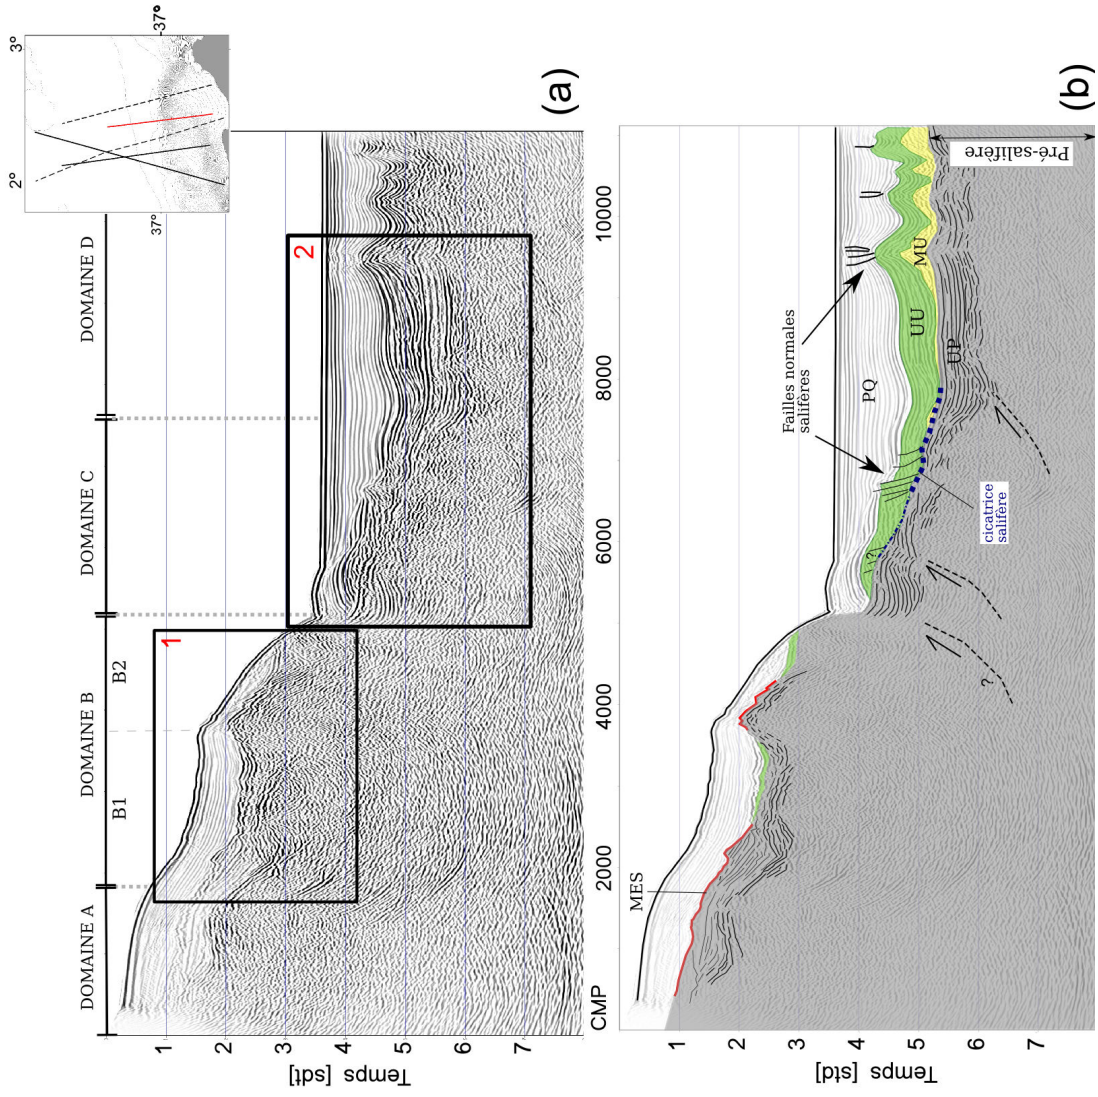 DOMAINE A
DOMAINE B
B1
B2
DOMAINE C
DOMAINE D
2°
3°
37°
-37°
1
2
1
2
3
4
5
6
7
Temps [sdt]
(a)
CMP
2000
4000
6000
8000
10000
MES
PQ
UU
MU
UP
Failles normales
salifères
cicatrice
salifère
Pré-salifère
?
?
1
2
3
4
5
6
7
Temps [std]
(b)